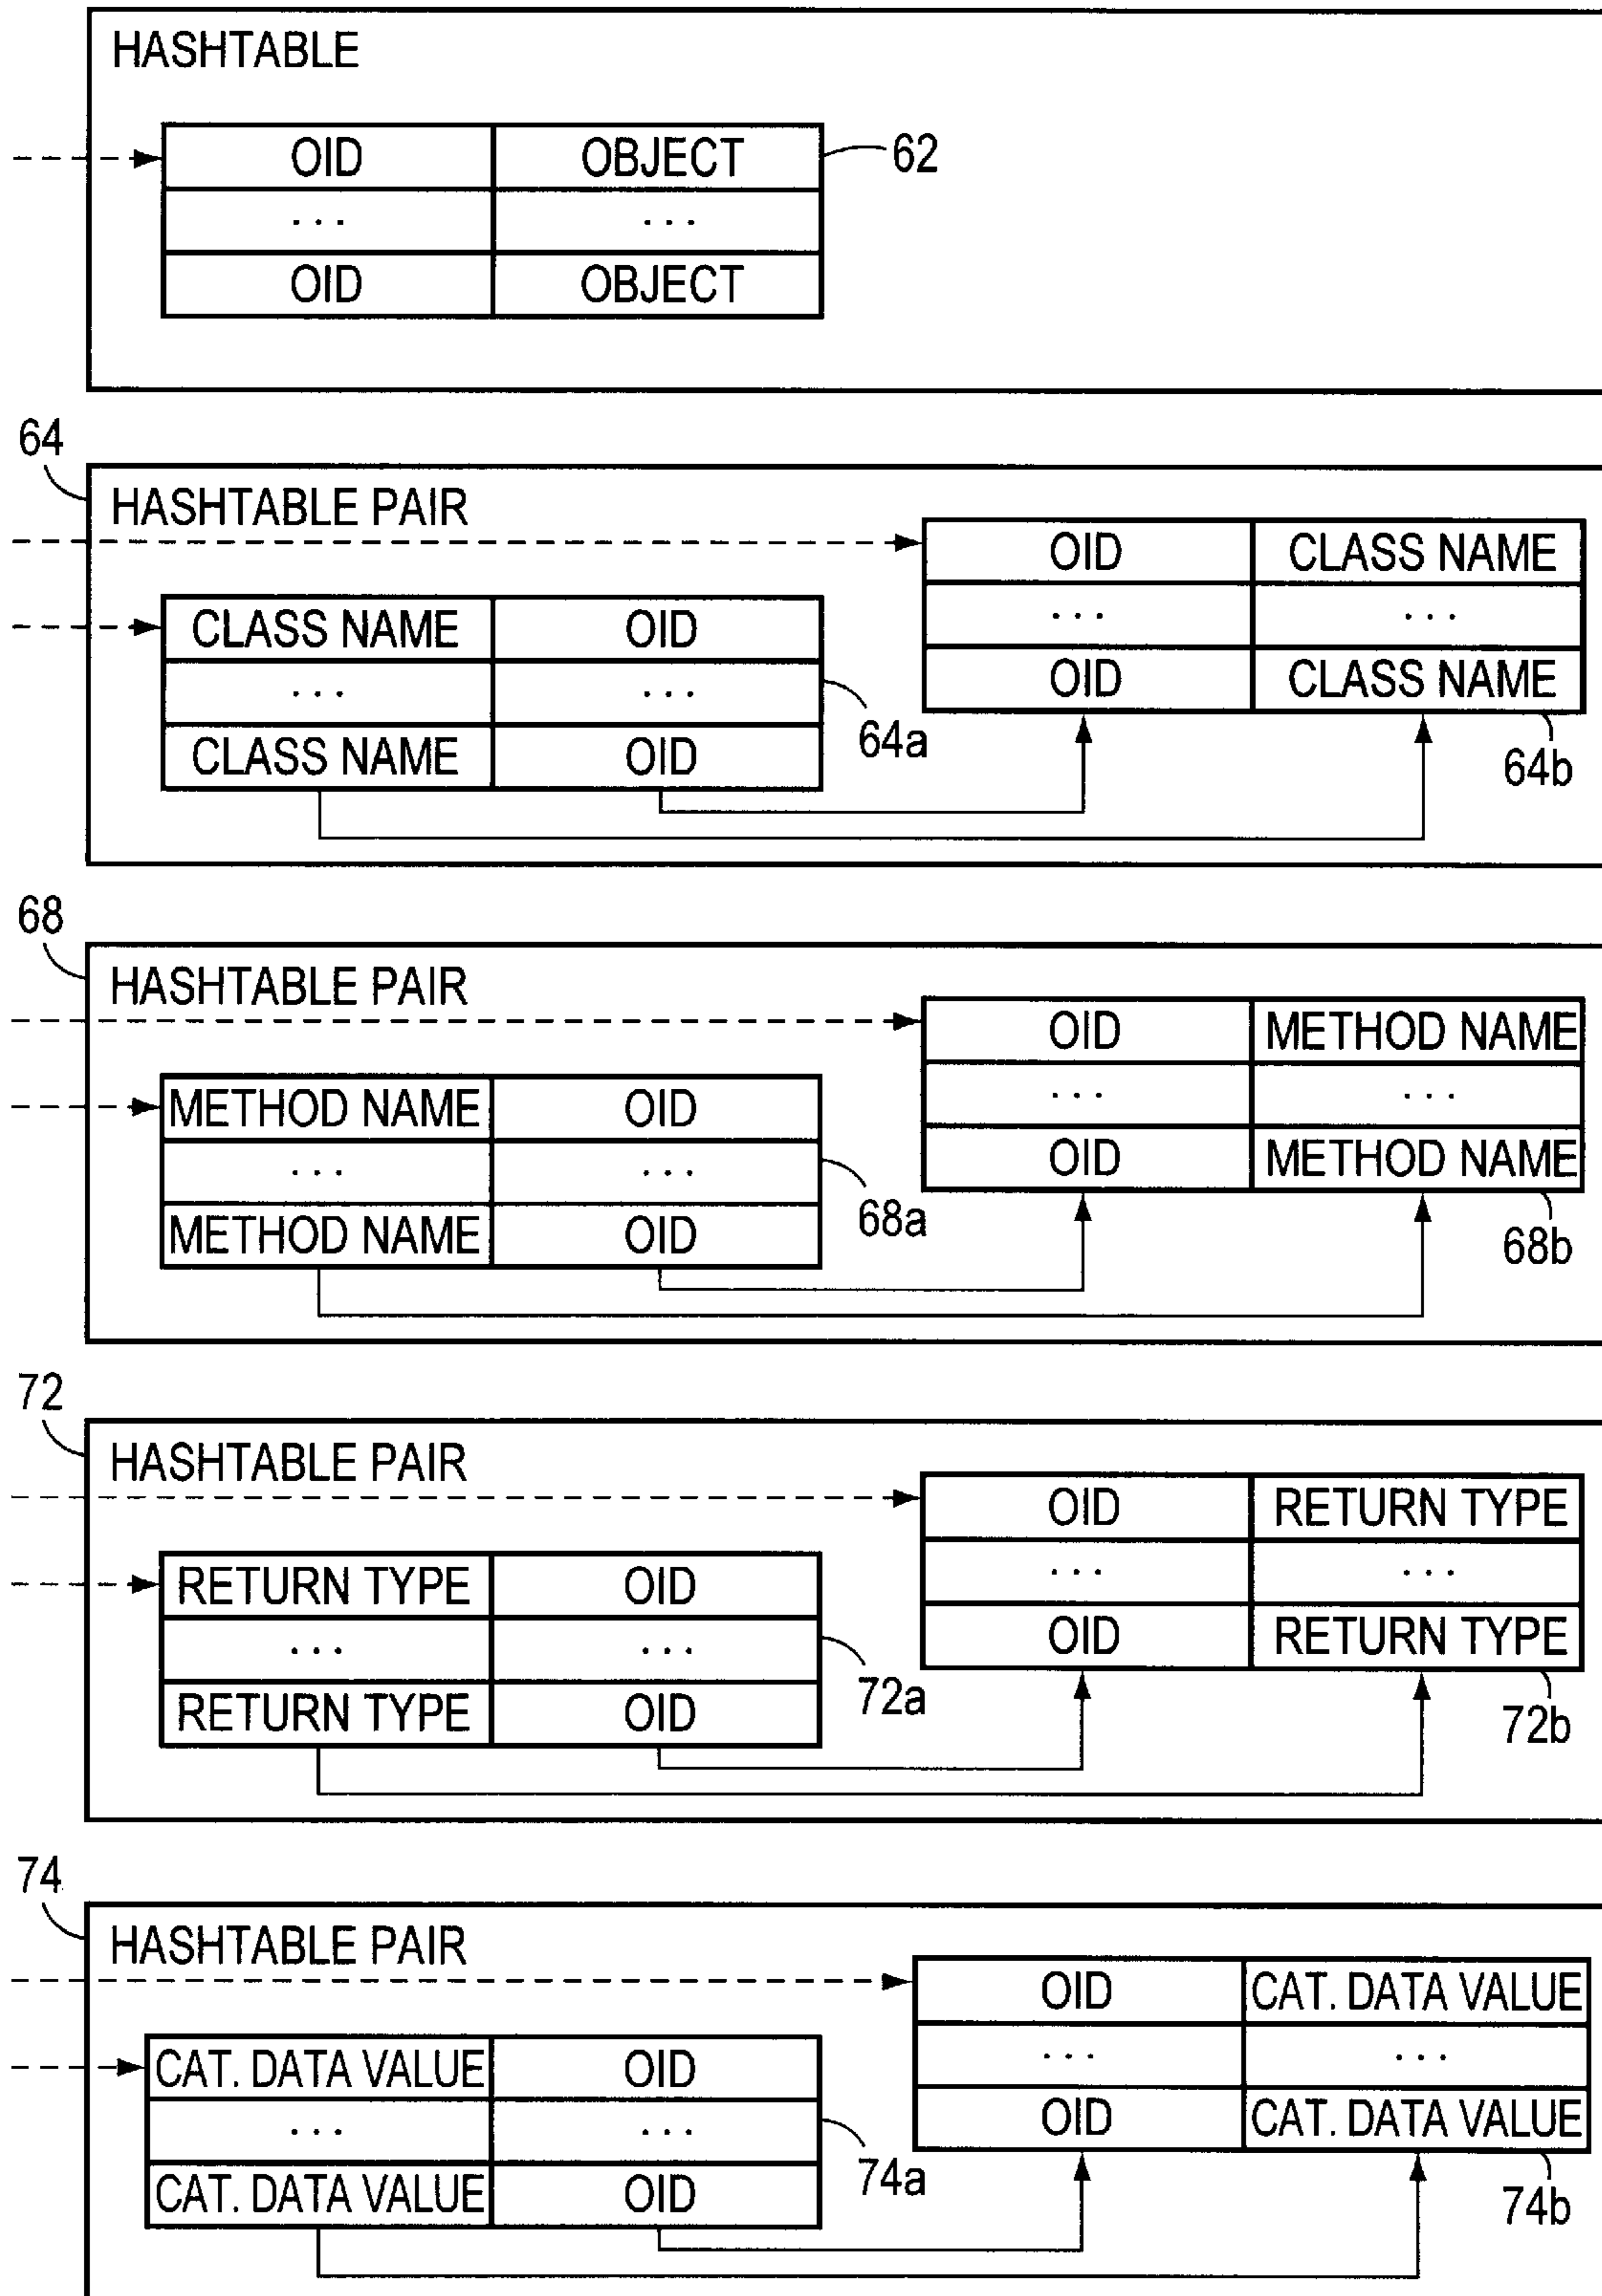 HASHTABLE
OID OBJECT 62
... ...
OID OBJECT
64
HASHTABLE PAIR
OID CLASS NAME
... ...
OID CLASS NAME
64b
CLASS NAME OID
... ...
CLASS NAME OID
64a
68
HASHTABLE PAIR
OID METHOD NAME
... ...
OID METHOD NAME
68b
METHOD NAME OID
... ...
METHOD NAME OID
68a
72
HASHTABLE PAIR
OID RETURN TYPE
... ...
OID RETURN TYPE
72b
RETURN TYPE OID
... ...
RETURN TYPE OID
72a
74
HASHTABLE PAIR
OID CAT. DATA VALUE
... ...
OID CAT. DATA VALUE
74b
CAT. DATA VALUE OID
... ...
CAT. DATA VALUE OID
74a